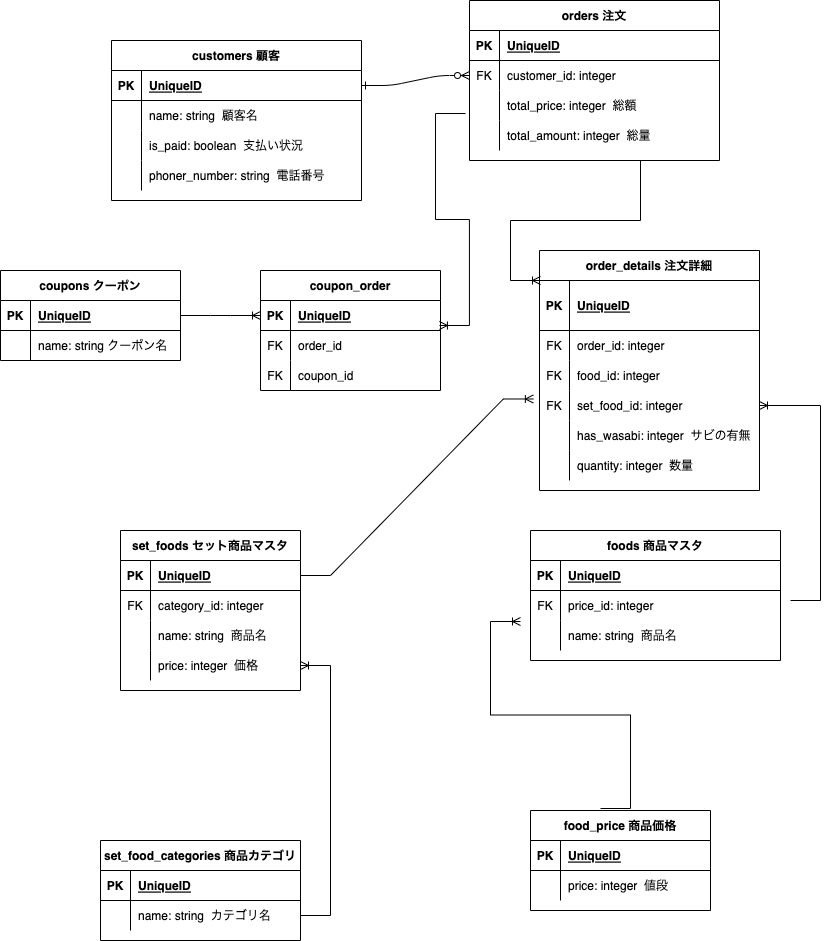 orders 注文
PK UniqueID
FK customer_id: integer
total_price: integer 総額
total_amount: integer 総量
customers 顧客
PK UniqueID
name: string 顧客名
is_paid: boolean 支払い状況
phoner_number: string 電話番号
order_details 注文詳細
PK UniqueID
FK order_id: integer
FK food_id: integer
FK set_food_id: integer
has_wasabi: integer サビの有無
quantity: integer 数量
coupons クーポン
PK UniqueID
name: string クーポン名
coupon_order
PK UniqueID
FK order_id
FK coupon_id
set_foods セット商品マスタ
PK UniqueID
FK category_id: integer
name: string 商品名
price: integer 価格
foods 商品マスタ
PK UniqueID
FK price_id: integer
name: string 商品名
food_price 商品価格
PK UniqueID
price: integer 値段
set_food_categories 商品カテゴリ
PK UniqueID
name: string カテゴリ名